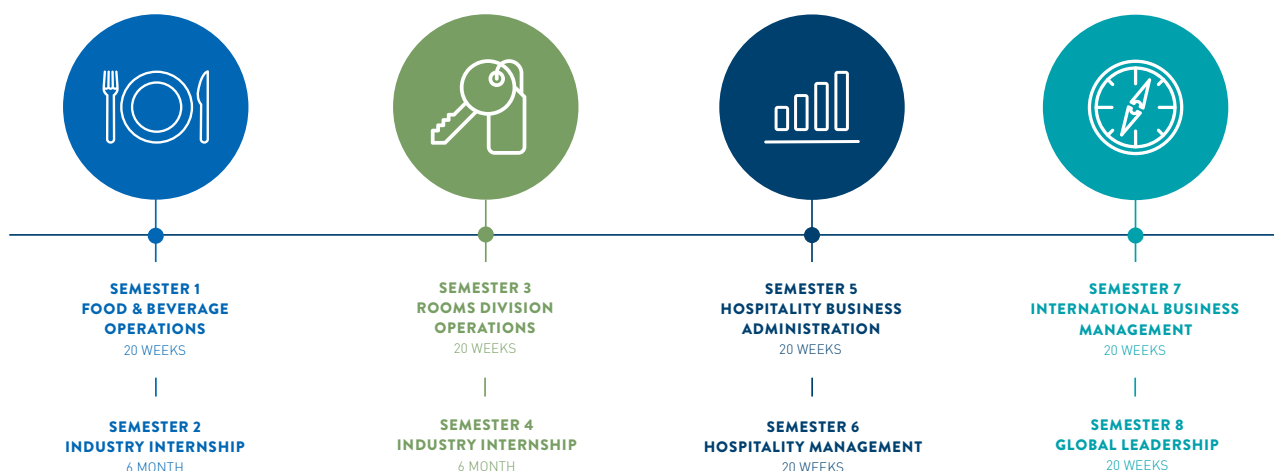 SEMESTER 1
FOOD & BEVERAGE
OPERATIONS
20 WEEKS
SEMESTER 2
INDUSTRY INTERNSHIP
6 MONTH
SEMESTER 3
ROOMS DIVISION
OPERATIONS
20 WEEKS
SEMESTER 4
INDUSTRY INTERNSHIP
6 MONTH
SEMESTER 5
HOSPITALITY BUSINESS
ADMINISTRATION
20 WEEKS
SEMESTER 6
HOSPITALITY MANAGEMENT
20 WEEKS
SEMESTER 7
INTERNATIONAL BUSINESS
MANAGEMENT
20 WEEKS
SEMESTER 8
GLOBAL LEADERSHIP
20 WEEKS